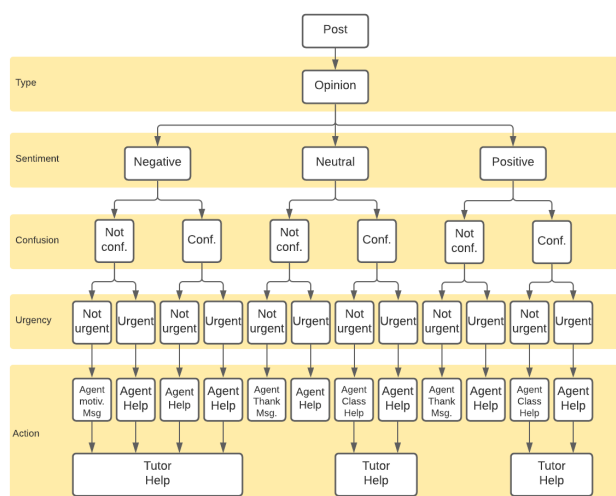 Post
Type
Opinion
Sentiment
Negative
Neutral
Positive
Confusion
Not
conf.
Conf.
Not
conf.
Conf.
Not
conf.
Conf.
Urgency
Not
urgent
Urgent
Not
urgent
Urgent
Not
urgent
Urgent
Not
urgent
Urgent
Not
urgent
Urgent
Not
urgent
Urgent
Action
Agent
motiv.
Msg
Agent
Help
Agent
Help
Agent
Help
Agent
Thank
Msg.
Agent
Help
Agent
Class
Help
Agent
Help
Agent
Thank
Msg.
Agent
Help
Agent
Class
Help
Agent
Help
Tutor
Help
Tutor
Help
Tutor
Help